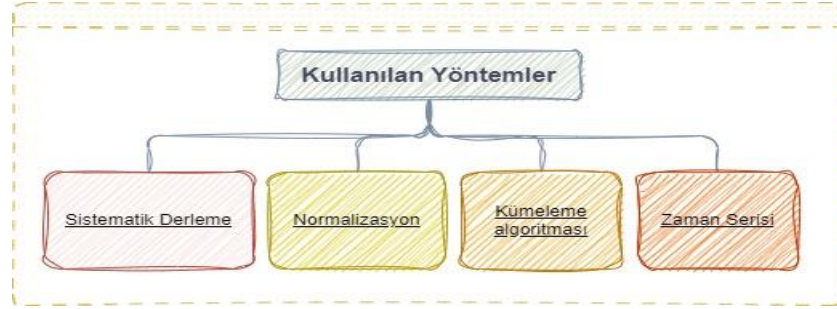 Kullanılan Yöntemler
Sistematik Derleme
Normalizasyon
Kümeleme
algoritması
Zaman Serisi